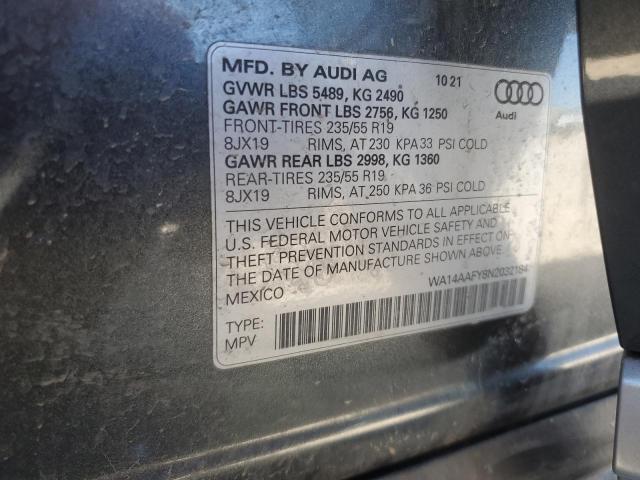 MFD. BY AUDI AG 10 21
GVWR LBS 5489, KG 2490
GAWR FRONT LBS 2756, KG 1250
FRONT-TIRES 235/55 R19
8JX19 RIMS, AT 230 KPA 33 PSI COLD
GAWR REAR LBS 2998, KG 1360
REAR-TIRES 235/55 R19
8JX19 RIMS, AT 250 KPA 36 PSI COLD
Audi
THIS VEHICLE CONFORMS TO ALL APPLICABLE
U.S. FEDERAL MOTOR VEHICLE SAFETY AND
THEFT PREVENTION STANDARDS IN EFFECT ON
THE DATE OF MANUFACTURE SHOWN ABOVE.
MEXICO
WA14AAFY8N2032184
TYPE:
MPV